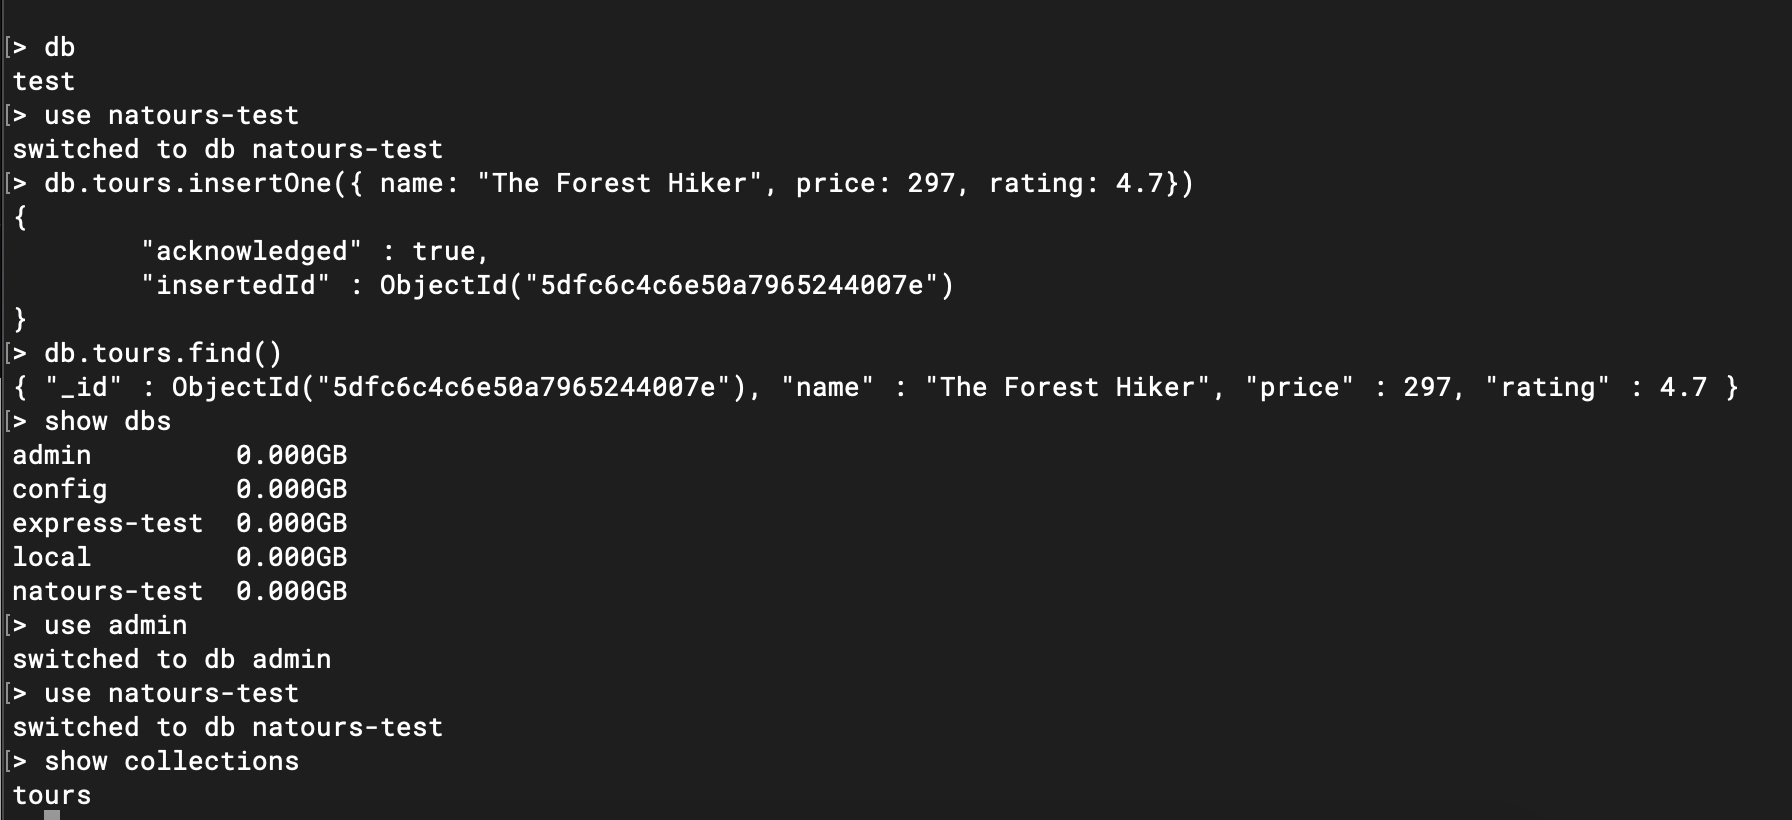 [> db
test
[> use natours-test
switched to db natours-test
[> db.tours.insertOne({ name: "The Forest Hiker", price: 297, rating: 4.7})
{
        "acknowledged" : true,
        "insertedId" : ObjectId("5dfc6c4c6e50a7965244007e")
}
[> db.tours.find()
{ "_id" : ObjectId("5dfc6c4c6e50a7965244007e"), "name" : "The Forest Hiker", "price" : 297, "rating" : 4.7 }
[> show dbs
admin         0.000GB
config        0.000GB
express-test  0.000GB
local         0.000GB
natours-test  0.000GB
[> use admin
switched to db admin
[> use natours-test
switched to db natours-test
[> show collections
tours